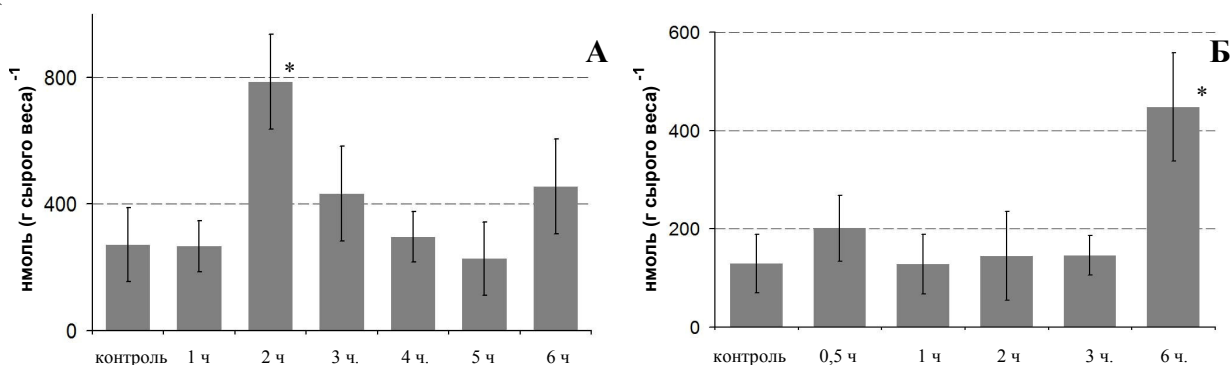 А
нмоль (г сырого веса) -1
800
400
0
*
контроль 1 ч 2 ч 3 ч. 4 ч. 5 ч 6 ч
Б
нмоль (г сырого веса) -1
600
400
200
0
*
контроль 0,5 ч 1 ч 2 ч 3 ч. 6 ч.